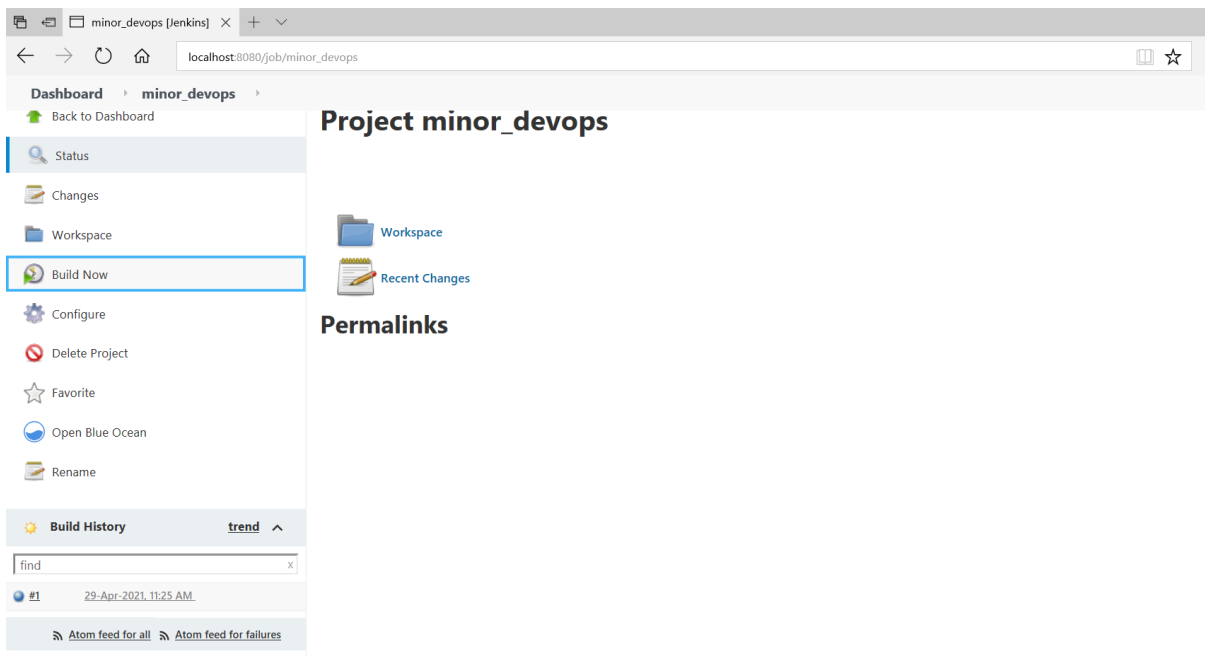 minor_devops [Jenkins]
localhost:8080/job/minor_devops
Dashboard minor_devops
Back to Dashboard
Status
Changes
Workspace
Build Now
Configure
Delete Project
Favorite
Open Blue Ocean
Rename
Build History trend
find x
#1 29-Apr-2021, 11:25 AM
Atom feed for all Atom feed for failures
Project minor_devops
Workspace
Recent Changes
Permalinks